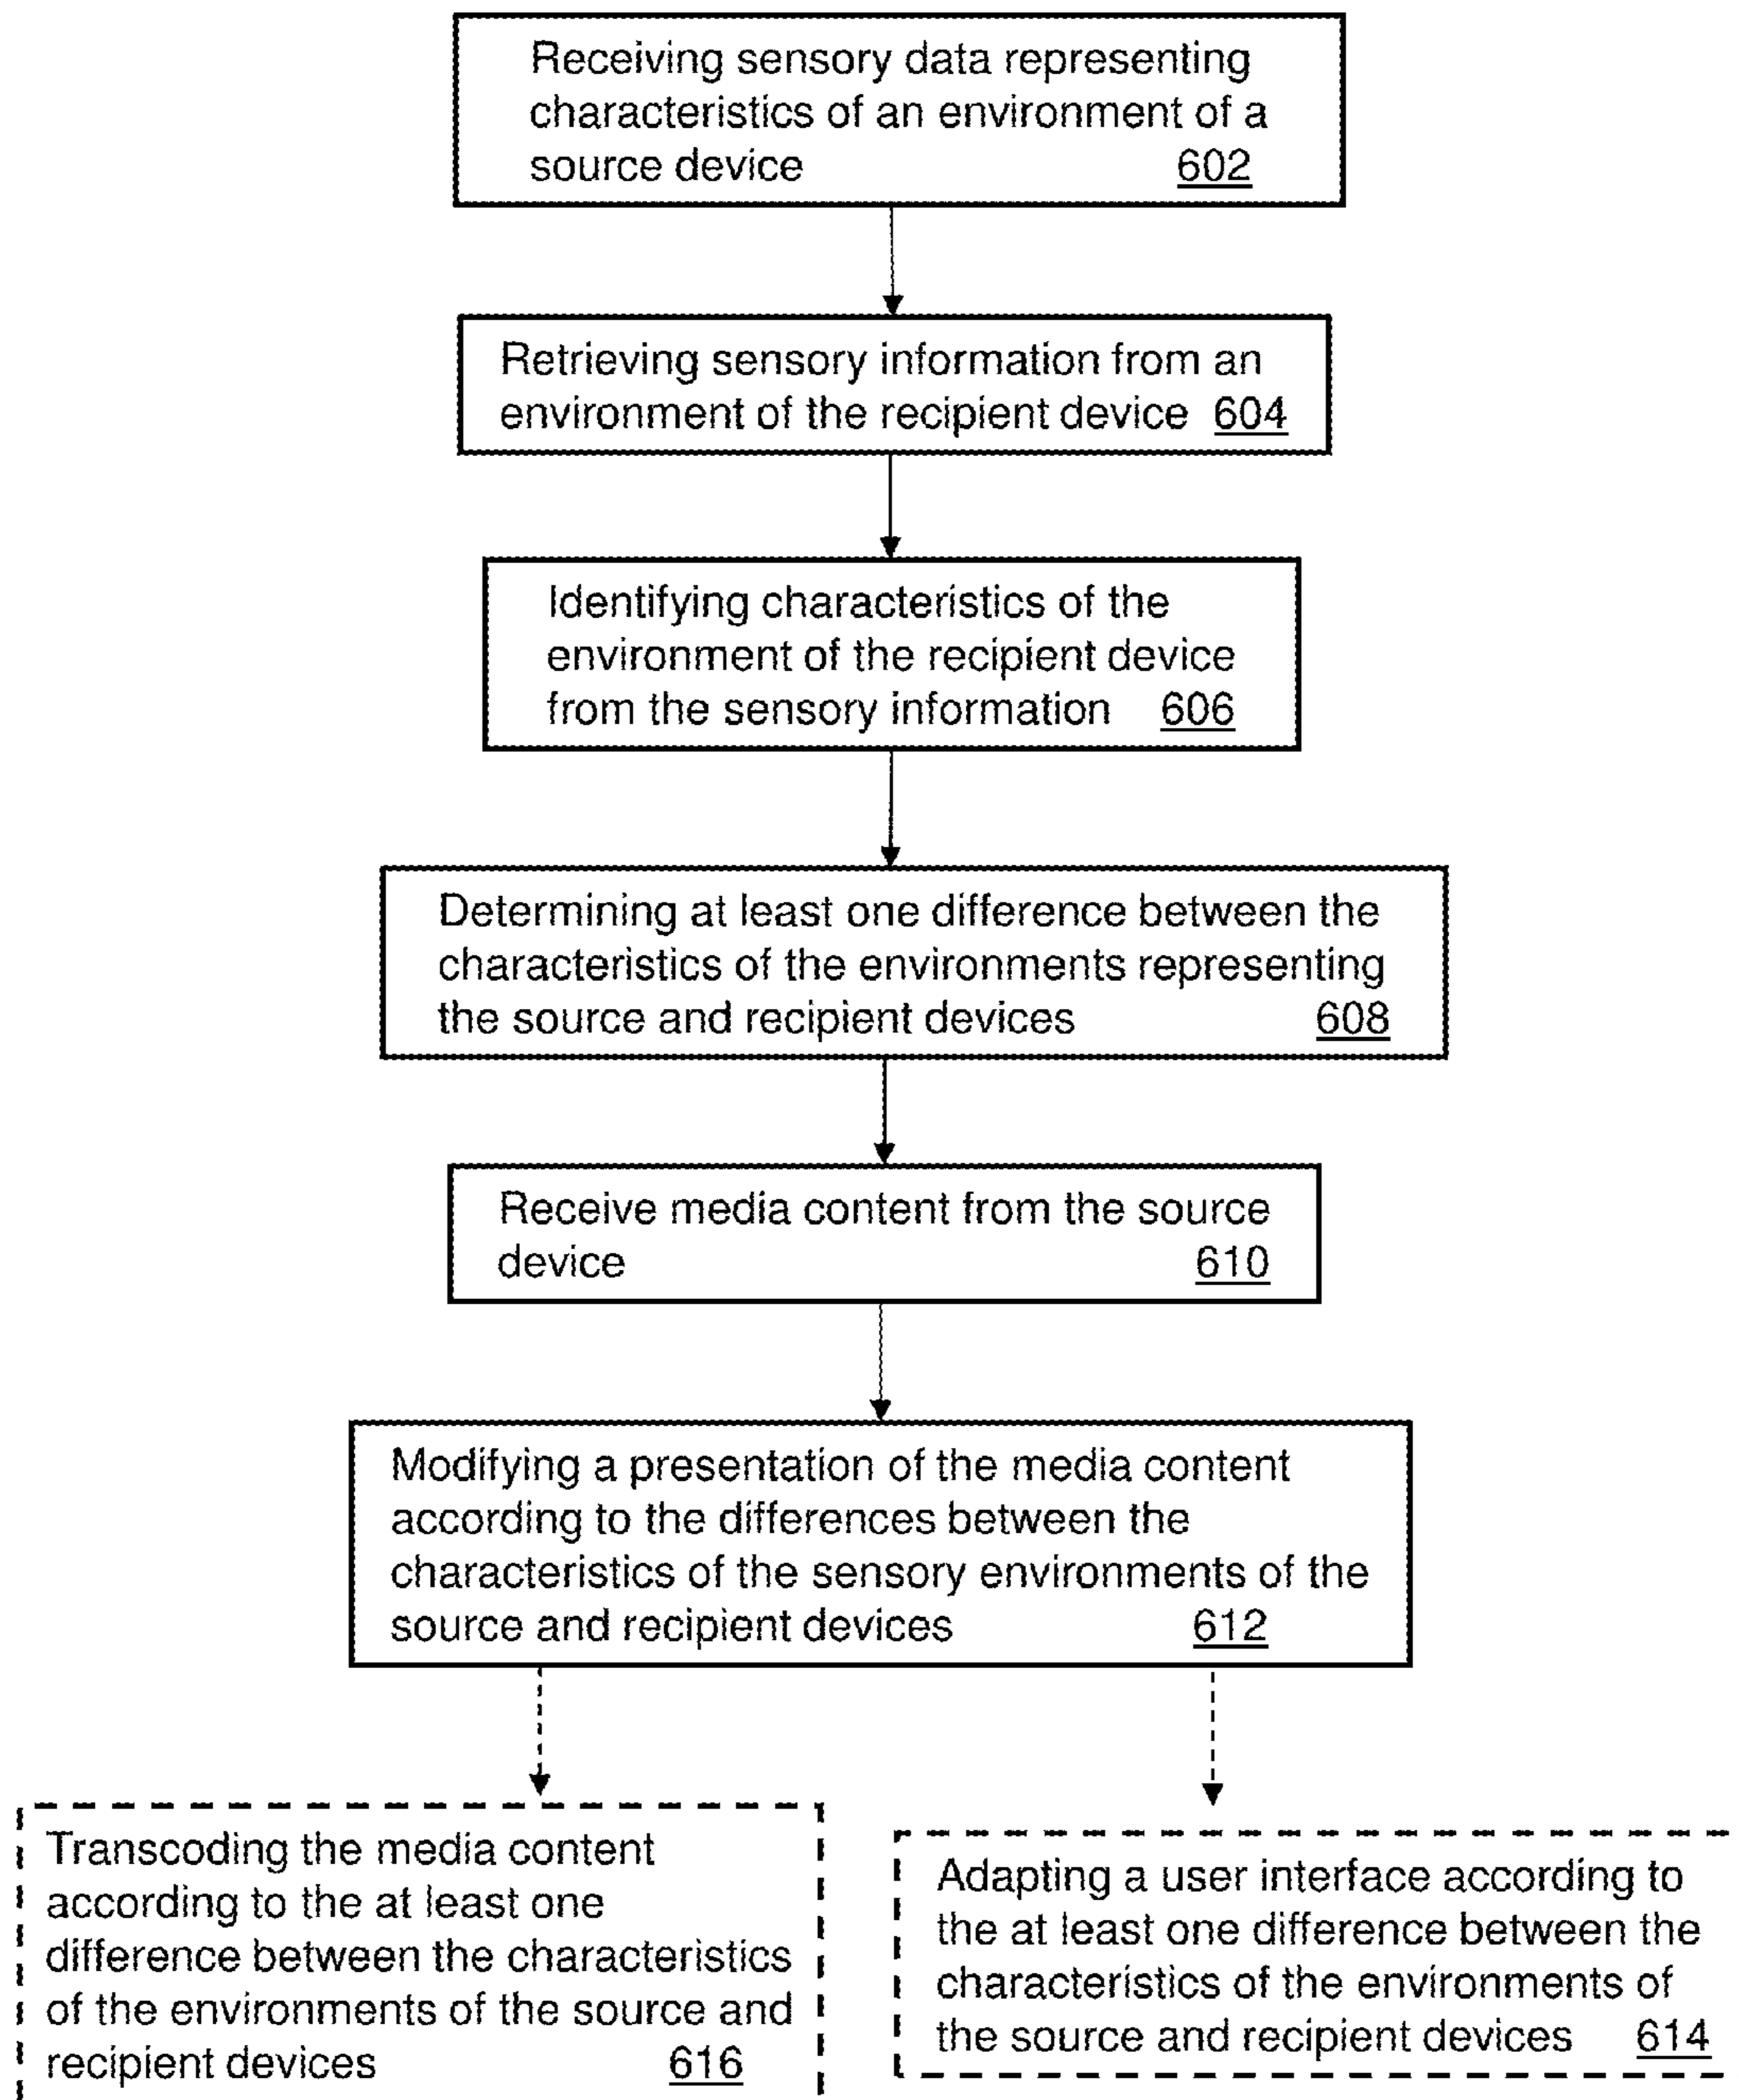 Receiving sensory data representing
characteristics of an environment of a
source device 602
Retrieving sensory information from an
environment of the recipient device 604
Identifying characteristics of the
environment of the recipient device
from the sensory information 606
Determining at least one difference between the
characteristics of the environments representing
the source and recipient devices 608
Receive media content from the source
device 610
Modifying a presentation of the media content
according to the differences between the
characteristics of the sensory environments of the
source and recipient devices 612
Transcoding the media content
according to the at least one
difference between the characteristics
of the environments of the source and
recipient devices 616
Adapting a user interface according to
the at least one difference between the
characteristics of the environments of
the source and recipient devices 614